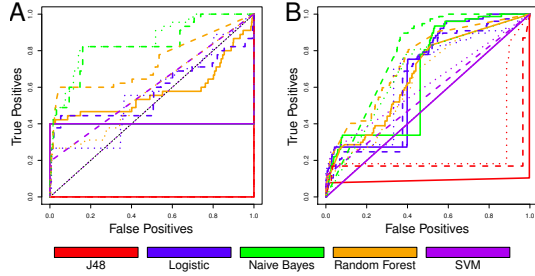 A
B
True Positives
1.0
0.8
0.6
0.4
0.2
0.0
0.0 0.2 0.4 0.6 0.8 1.0
False Positives
True Positives
1.0
0.8
0.6
0.4
0.2
0.0
0.0 0.2 0.4 0.6 0.8 1.0
False Positives
J48 Logistic Naive Bayes Random Forest SVM